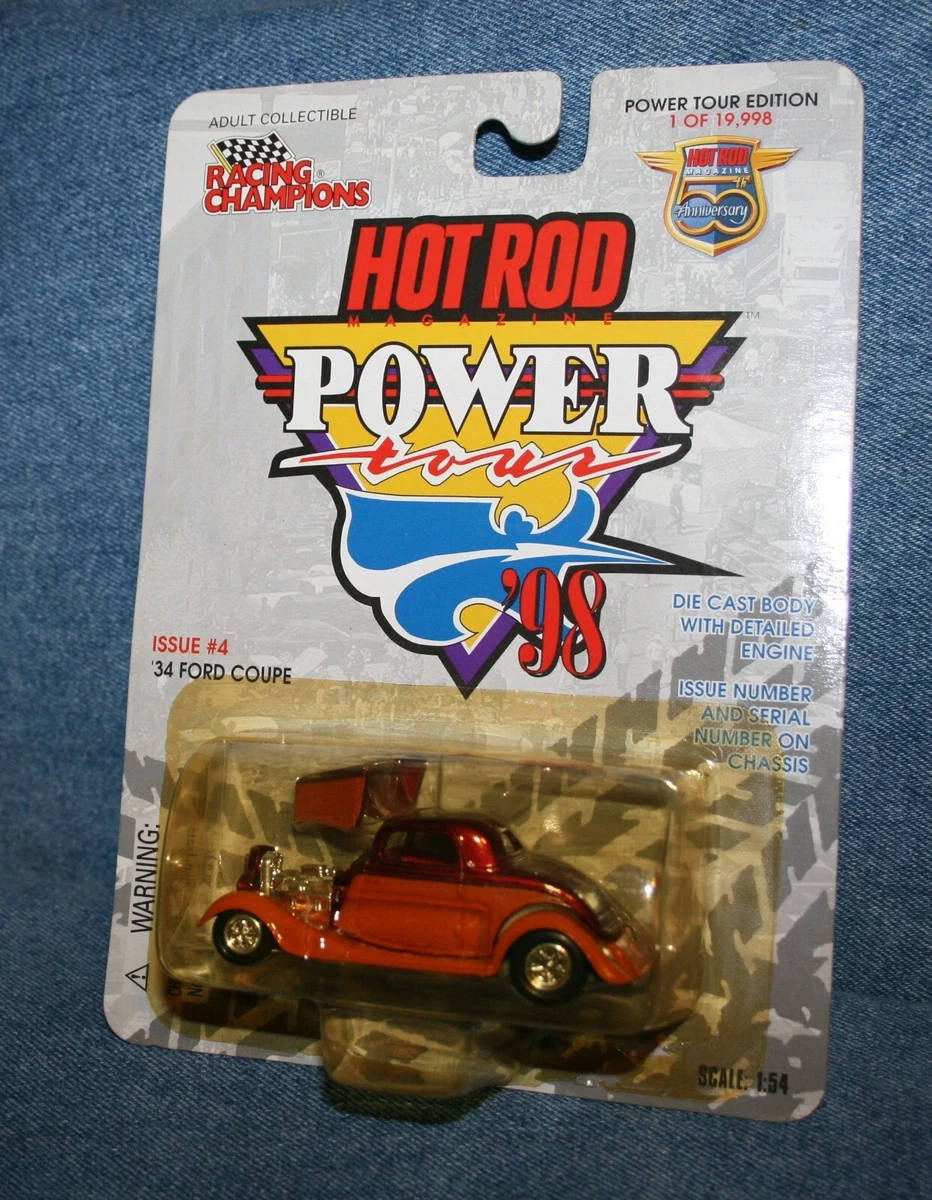 ADULT COLLECTIBLE
RACING®
CHAMPIONS
POWER TOUR EDITION
1 OF 19,998
HOT ROD
MAGAZINE
50th
Anniversary
HOT ROD
MAGAZINE
POWER
tour
'98
TM
DIE CAST BODY
WITH DETAILED
ENGINE
ISSUE NUMBER
AND SERIAL
NUMBER ON
CHASSIS
ISSUE #4
'34 FORD COUPE
WARNING:
SCALE: 1:54